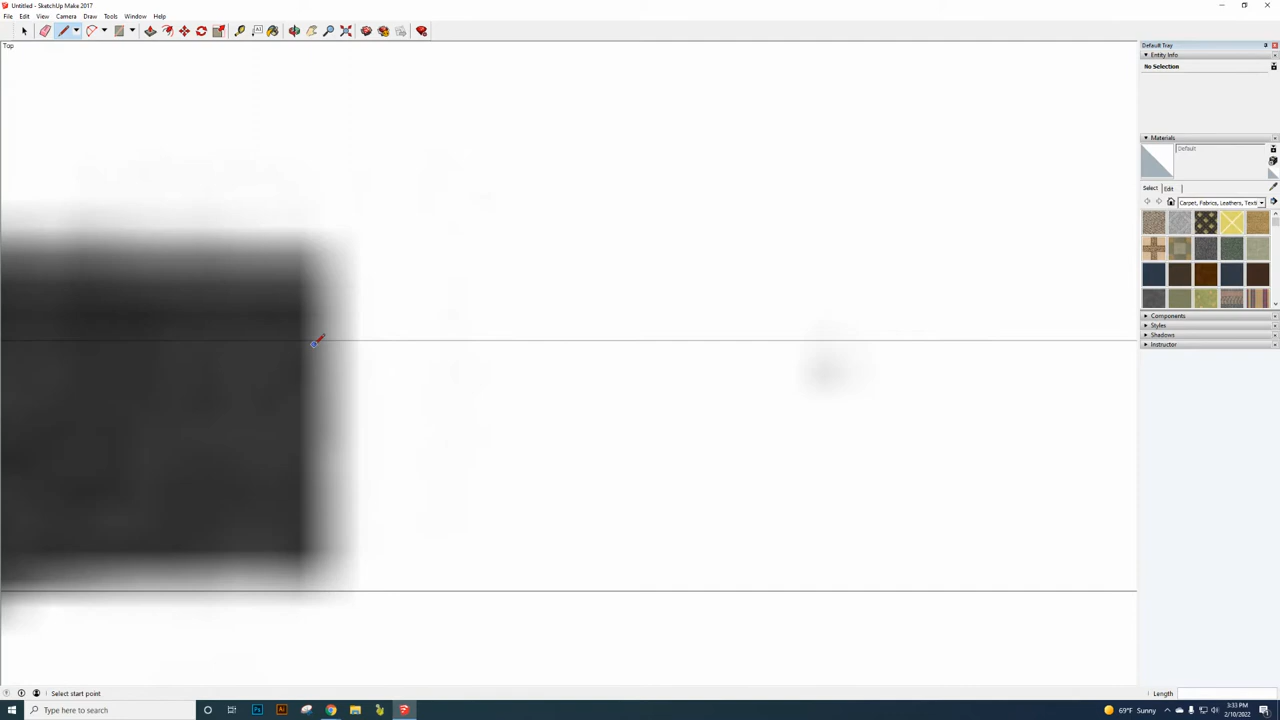 Untitled - SketchUp Make 2017
File Edit View Camera Draw Tools Window Help
Top
Default Tray
Entity Info
No Selection
Materials
Default
Select Edit
Carpet, Fabrics, Leathers, Texti
Components
Styles
Shadows
Instructor
Select start point
Length
Type here to search
Ps
Ai
69°F Sunny
3:33 PM
2/10/2022